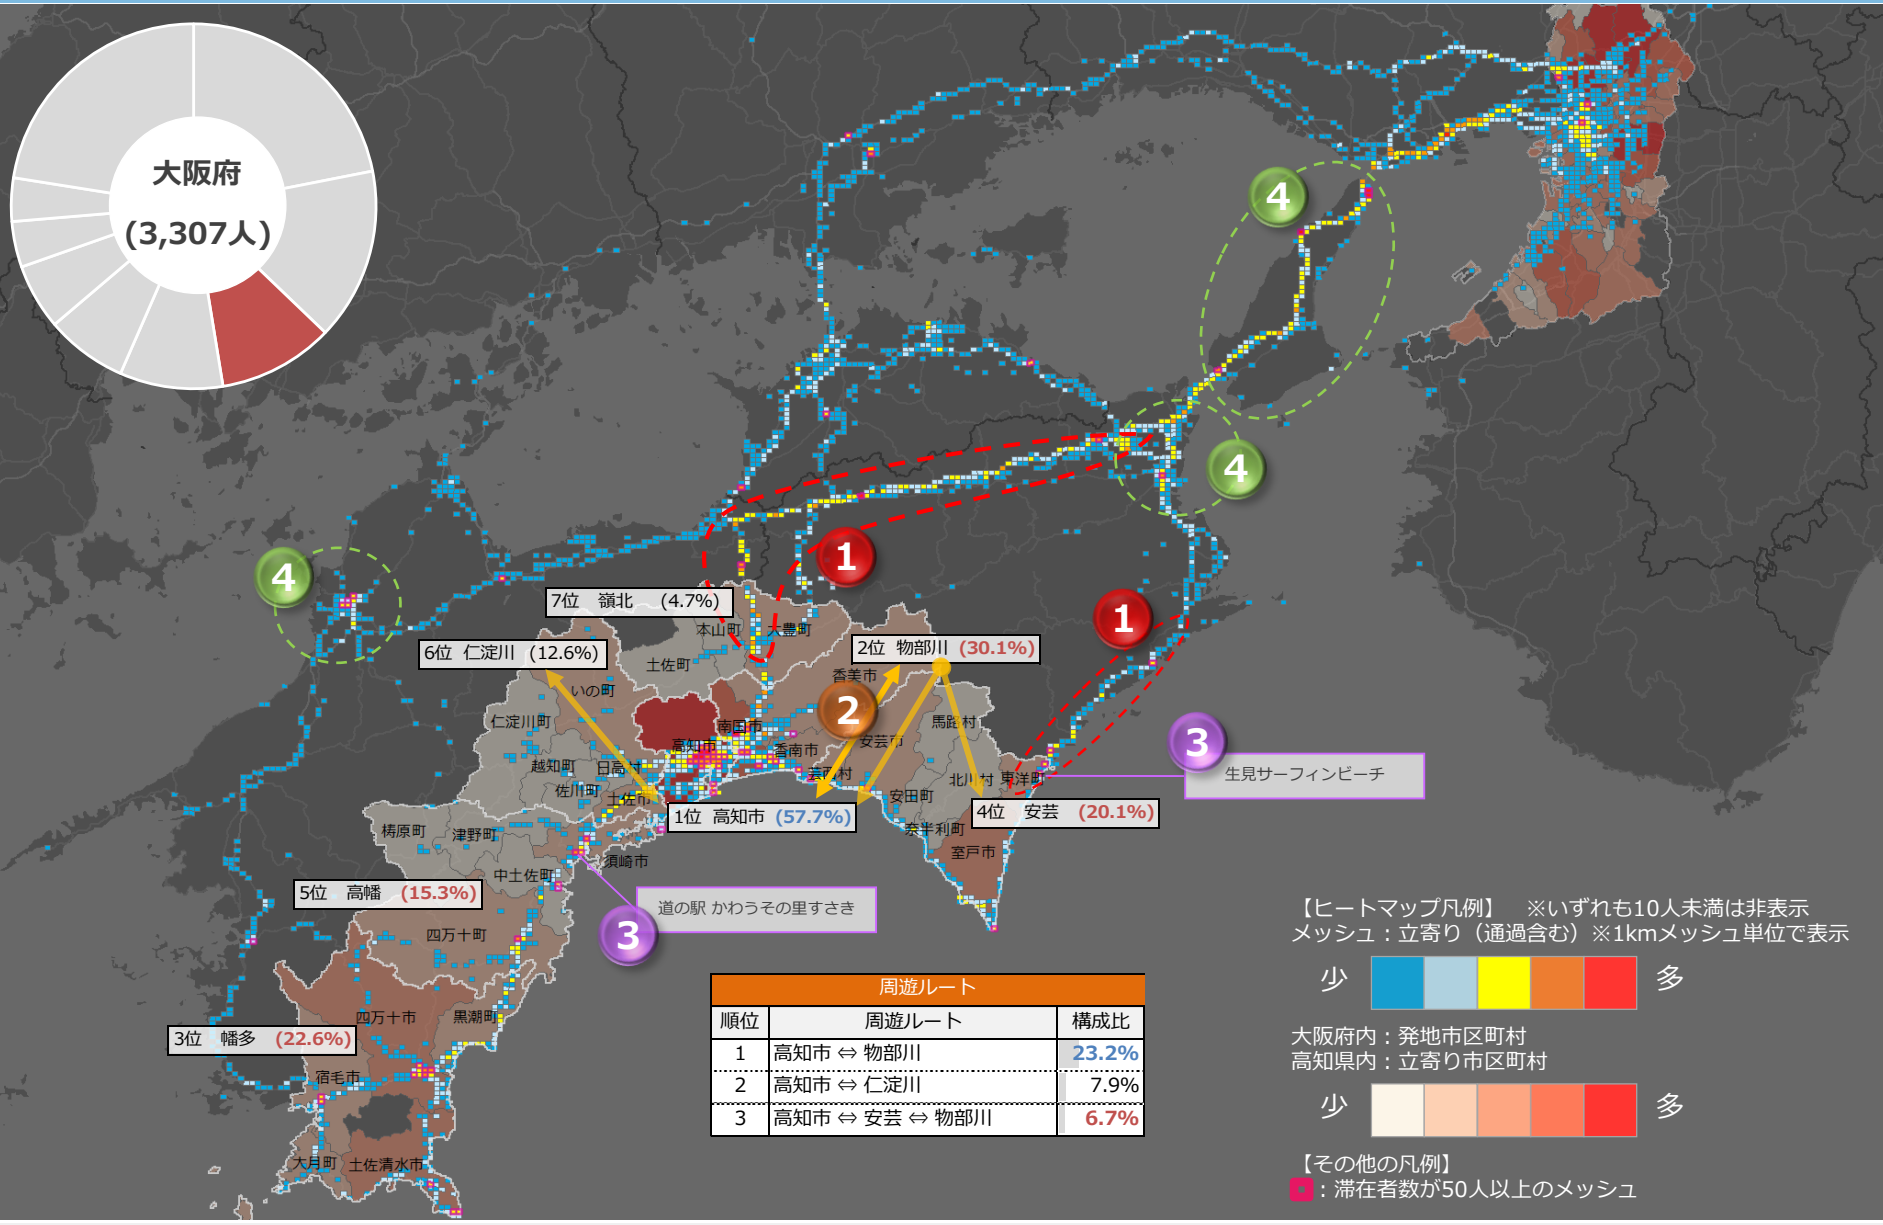 大阪府
(3,307人)
4
4
4
1
1
7位 嶺北 (4.7%)
本山町
大豊町
6位 仁淀川 (12.6%)
土佐町
2位 物部川 (30.1%)
香美市
いの町
2
仁淀川町
南国市
馬路村
高知市
香南市
安芸市
3
越知町
日高村
芸西村
北川村
東洋町
生見サーフィンビーチ
佐川町
土佐市
安田町
1位 高知市 (57.7%)
4位 安芸 (20.1%)
梼原町
津野町
奈半利町
室戸市
須崎市
中土佐町
5位 高幡 (15.3%)
道の駅 かわうその里すさき
3
四万十町
四万十市
黒潮町
3位 幡多 (22.6%)
宿毛市
大月町
土佐清水市
周遊ルート
順位 周遊ルート 構成比
1 高知市 ⇔ 物部川 23.2%
2 高知市 ⇔ 仁淀川 7.9%
3 高知市 ⇔ 安芸 ⇔ 物部川 6.7%
【ヒートマップ凡例】 ※いずれも10人未満は非表示
メッシュ：立寄り（通過含む）※1kmメッシュ単位で表示
少 多
大阪府内：発地市区町村
高知県内：立寄り市区町村
少 多
【その他の凡例】
：滞在者数が50人以上のメッシュ